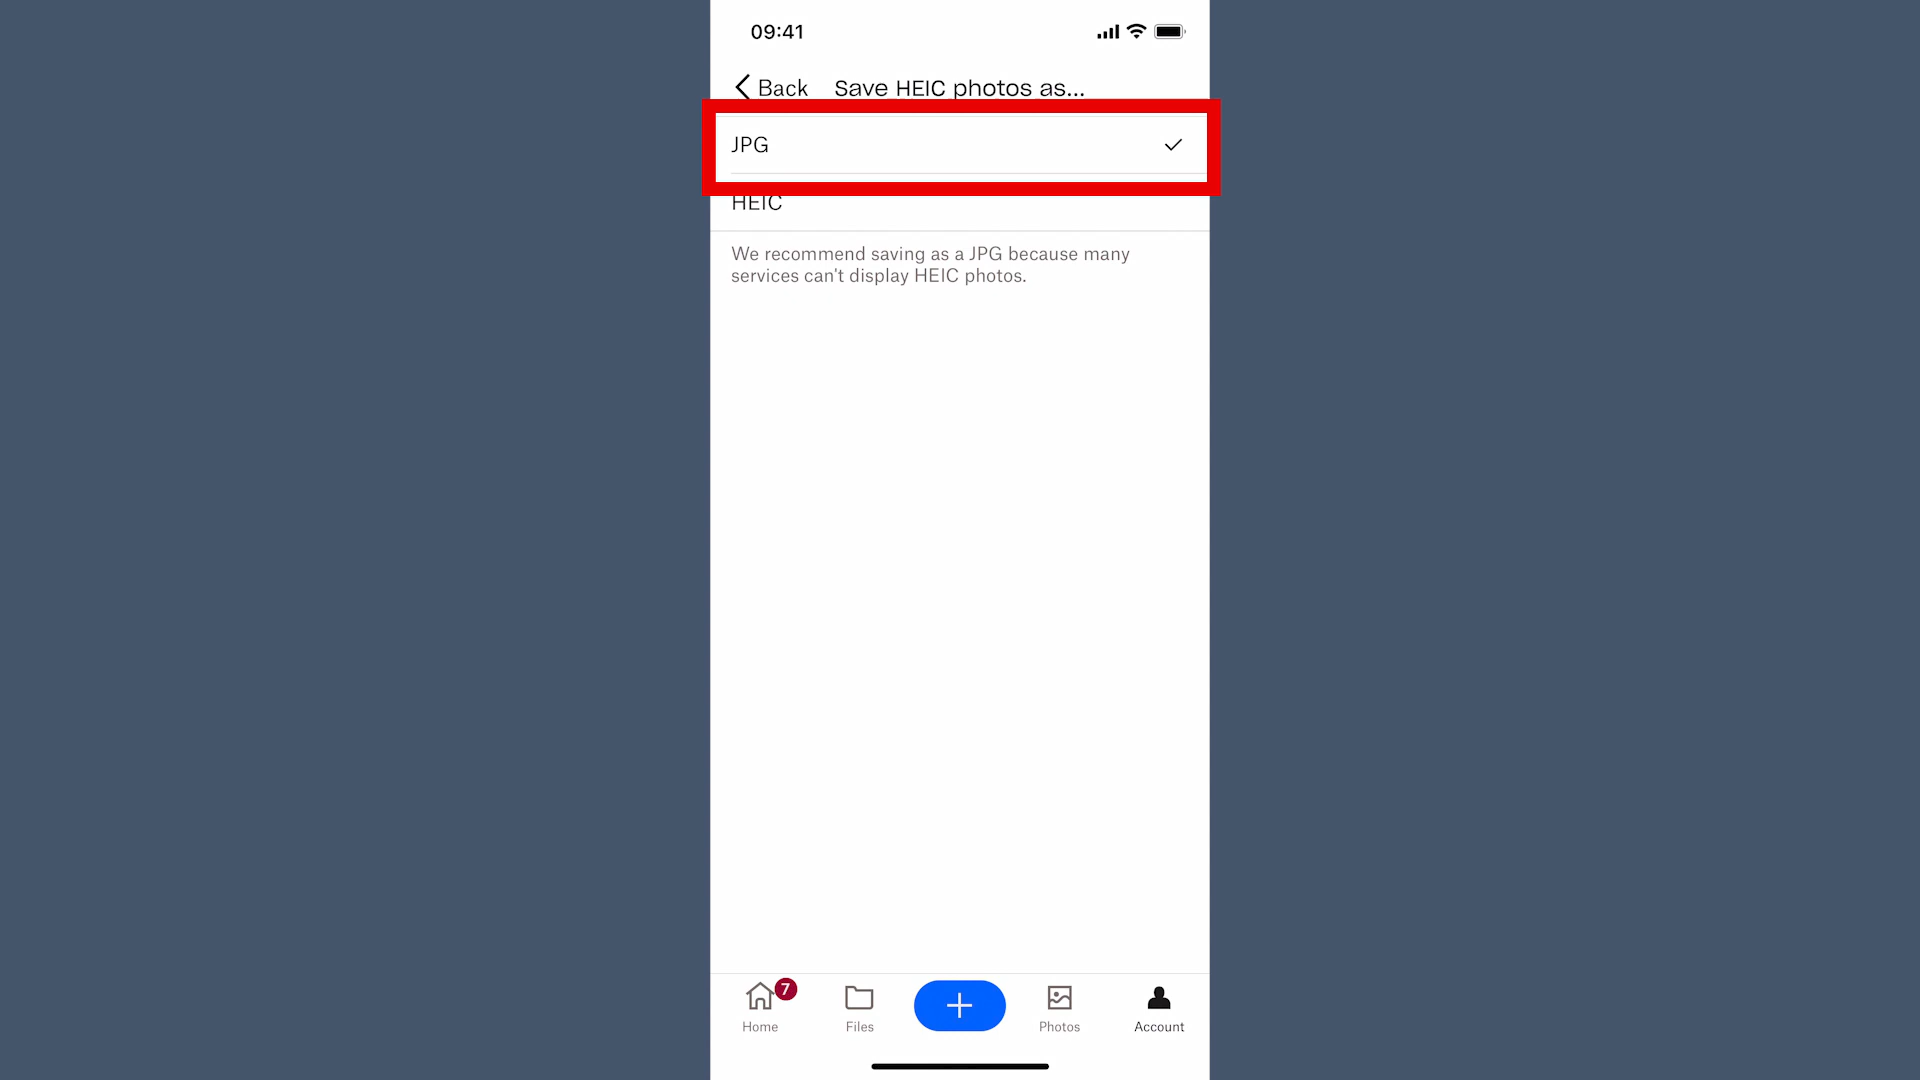 09:41
Back Save HEIC photos as...
JPG
HEIC
We recommend saving as a JPG because many
services can't display HEIC photos.
7
Home Files Photos Account